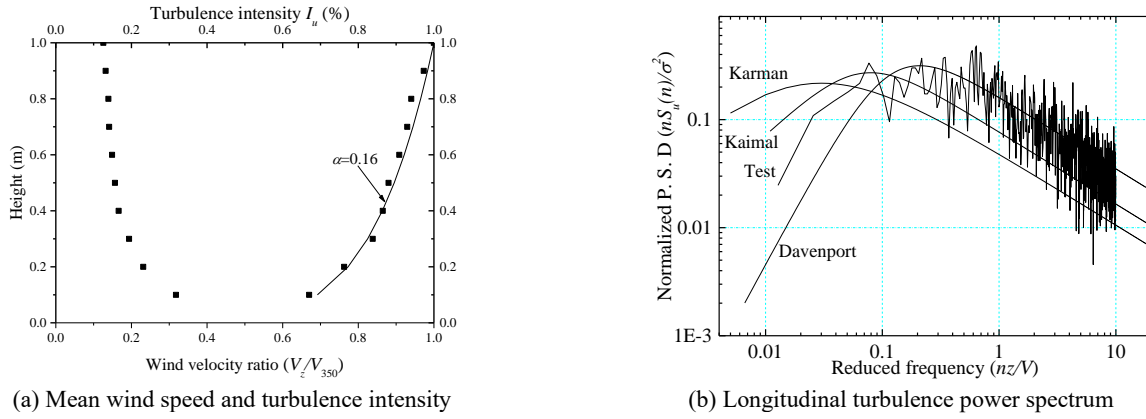 Turbulence intensity I_u (%)
0.0 0.2 0.4 0.6 0.8 1.0
1.0 1.0
0.8 0.8
0.6 0.6
0.4 0.4
0.2 0.2
0.0 0.0
Height (m)
α=0.16
0.0 0.2 0.4 0.6 0.8 1.0
Wind velocity ratio (V_z/V_350)
(a) Mean wind speed and turbulence intensity
Normalized P. S. D (nS_u(n)/σ²)
0.1
0.01
1E-3
Karman
Kaimal
Test
Davenport
0.01 0.1 1 10
Reduced frequency (nz/V)
(b) Longitudinal turbulence power spectrum